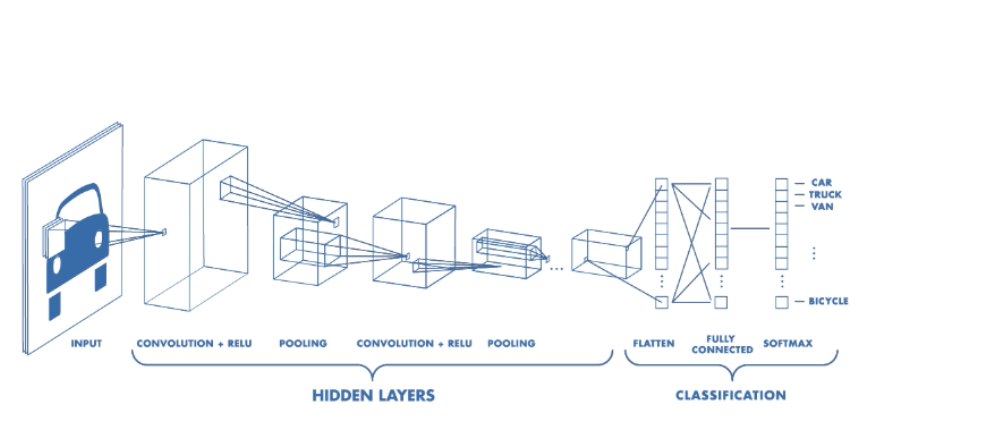 CAR
TRUCK
VAN
BICYCLE
INPUT
CONVOLUTION + RELU
POOLING
CONVOLUTION + RELU
POOLING
FLATTEN
FULLY
CONNECTED
SOFTMAX
HIDDEN LAYERS
CLASSIFICATION